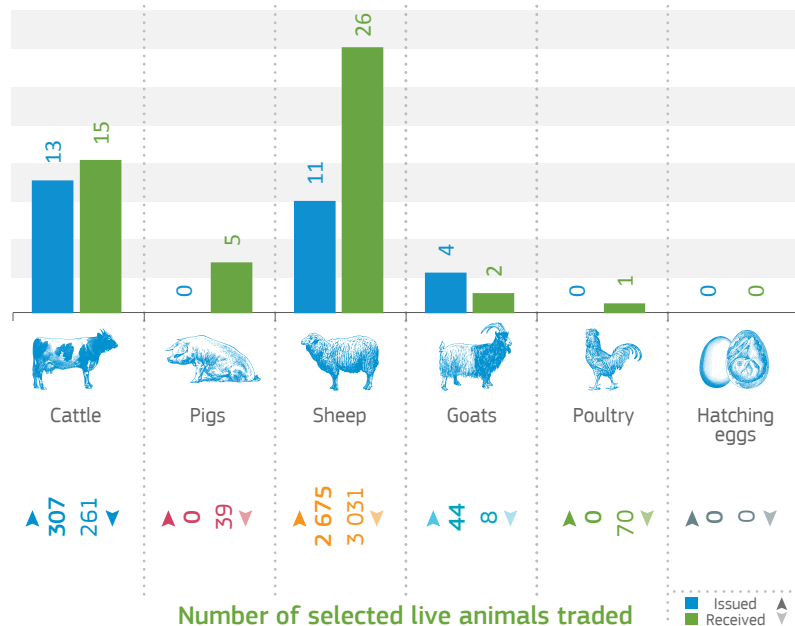 13
15
0
5
11
26
4
2
0
1
0
0
Cattle
Pigs
Sheep
Goats
Poultry
Hatching
eggs
307
261
0
39
2 675
3 031
44
8
0
70
0
0
Number of selected live animals traded
Issued
Received